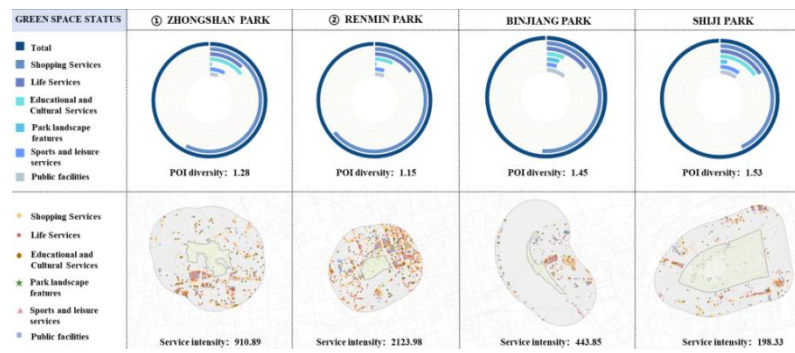 GREEN SPACE STATUS
① ZHONGSHAN PARK
② RENMIN PARK
BINJIANG PARK
SHIJI PARK
Total
Shopping Services
Life Services
Educational and
Cultural Services
Park landscape
features
Sports and leisure
services
Public facilities
POI diversity: 1.28
POI diversity: 1.15
POI diversity: 1.45
POI diversity: 1.53
Shopping Services
Life Services
Educational and
Cultural Services
Park landscape
features
Sports and leisure
services
Public facilities
Service intensity: 910.89
Service intensity: 2123.98
Service intensity: 443.85
Service intensity: 198.33